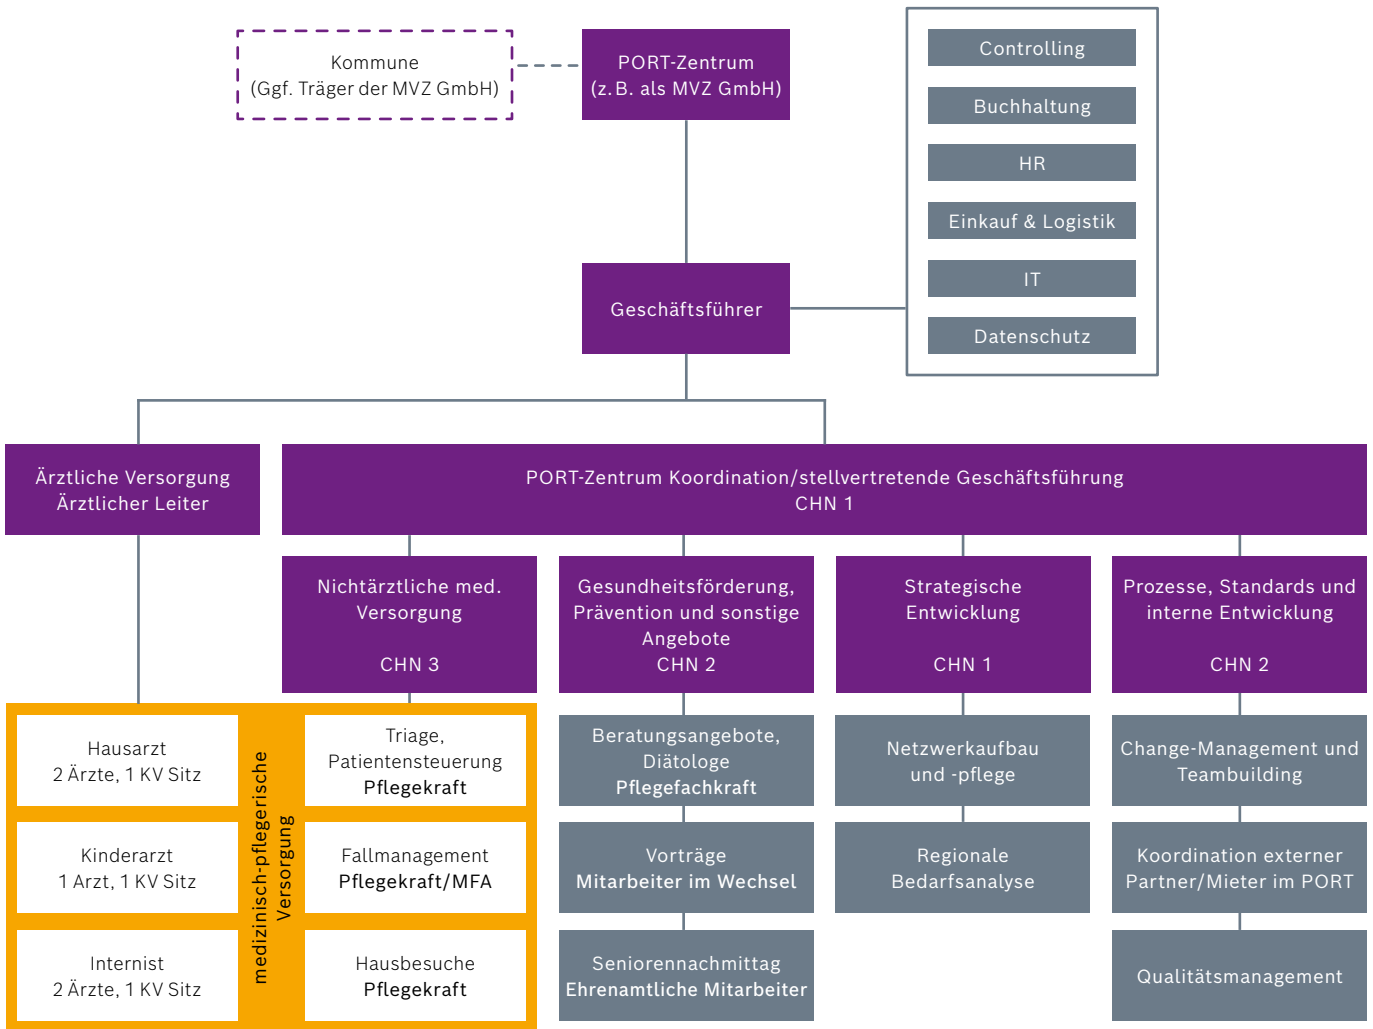 Kommune
(Ggf. Träger der MVZ GmbH)
PORT-Zentrum
(z. B. als MVZ GmbH)
Controlling
Buchhaltung
HR
Einkauf & Logistik
IT
Datenschutz
Geschäftsführer
Ärztliche Versorgung
Ärztlicher Leiter
PORT-Zentrum Koordination/stellvertretende Geschäftsführung
CHN 1
Nichtärztliche med.
Versorgung
CHN 3
Gesundheitsförderung,
Prävention und sonstige
Angebote
CHN 2
Strategische
Entwicklung
CHN 1
Prozesse, Standards und
interne Entwicklung
CHN 2
Hausarzt
2 Ärzte, 1 KV Sitz
Kinderarzt
1 Arzt, 1 KV Sitz
Internist
2 Ärzte, 1 KV Sitz
medizinisch-pflegerische
Versorgung
Triage,
Patientensteuerung
Pflegekraft
Fallmanagement
Pflegekraft/MFA
Hausbesuche
Pflegekraft
Beratungsangebote,
Diätologe
Pflegefachkraft
Vorträge
Mitarbeiter im Wechsel
Seniorennachmittag
Ehrenamtliche Mitarbeiter
Netzwerkaufbau
und -pflege
Regionale
Bedarfsanalyse
Change-Management und
Teambuilding
Koordination externer
Partner/Mieter im PORT
Qualitätsmanagement